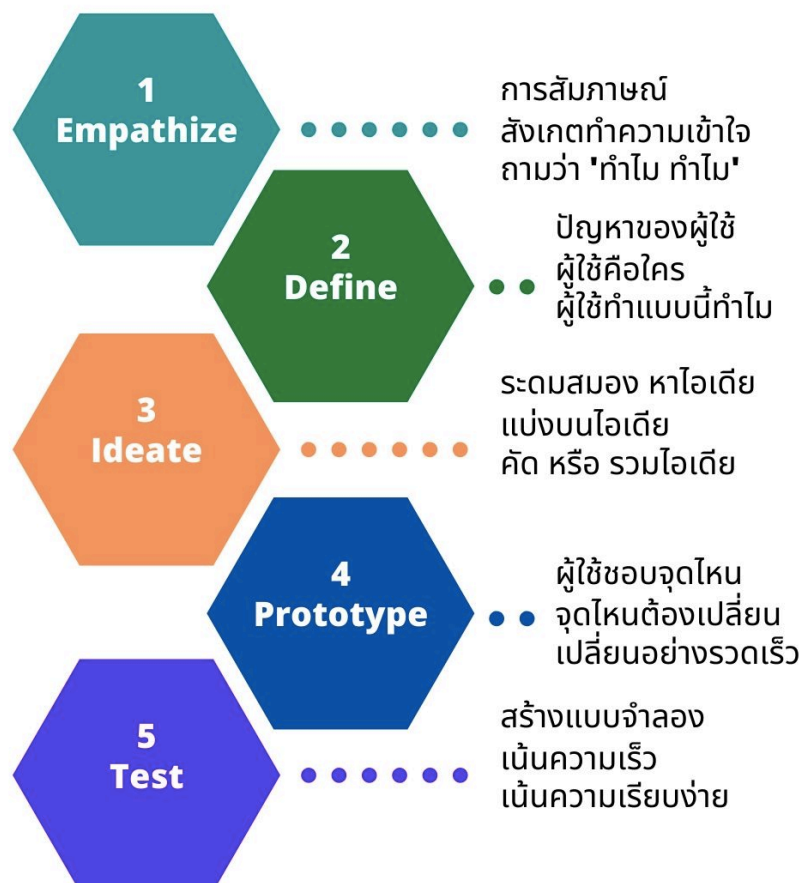 1
Empathize
การสัมภาษณ์
สังเกตทำความเข้าใจ
ถามว่า 'ทำไม ทำไม'
2
Define
ปัญหาของผู้ใช้
ผู้ใช้คือใคร
ผู้ใช้ทำแบบนี้ทำไม
3
Ideate
ระดมสมอง หาไอเดีย
แบ่งบนไอเดีย
คัด หรือ รวมไอเดีย
4
Prototype
ผู้ใช้ชอบจุดไหน
จุดไหนต้องเปลี่ยน
เปลี่ยนอย่างรวดเร็ว
5
Test
สร้างแบบจำลอง
เน้นความเร็ว
เน้นความเรียบง่าย